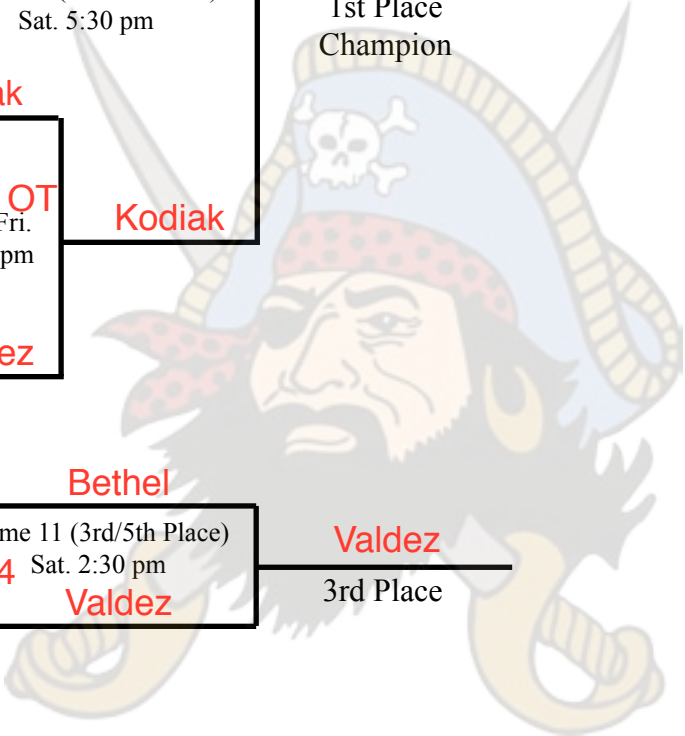 Sat. 5:30 pm
1st Place
Champion
OT
Fri.
pm
Kodiak
Bethel
(3rd/5th Place)
11
Sat. 2:30 pm
4
Valdez
Valdez
3rd Place